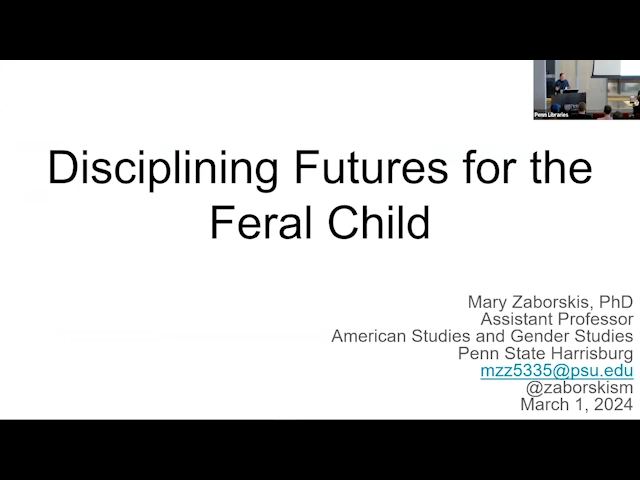 Penn Libraries
Disciplining Futures for the
Feral Child
Mary Zaborskis, PhD
Assistant Professor
American Studies and Gender Studies
Penn State Harrisburg
mzz5335@psu.edu
@zaborskism
March 1, 2024